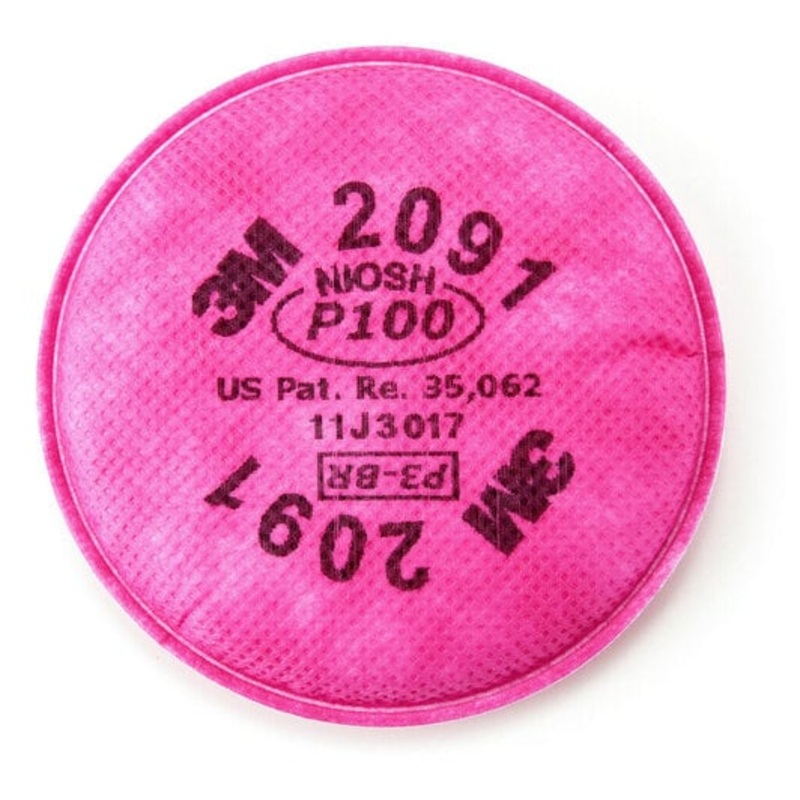 3M 2091
NIOSH
P100
US Pat. Re. 35,062
11J3017
P3-BR
3M 2091